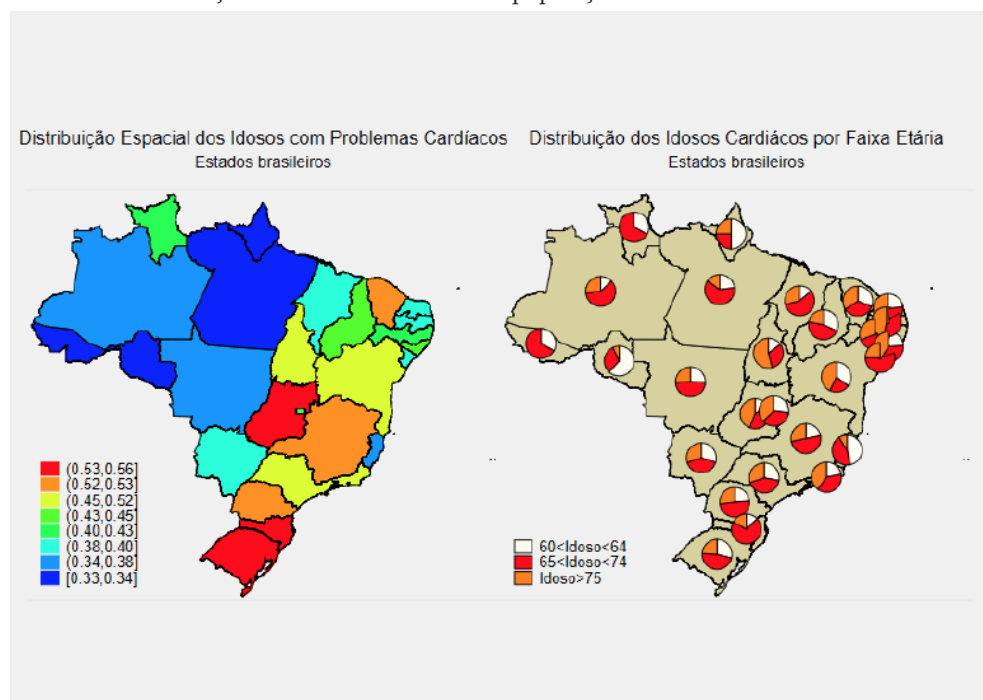 Distribuição Espacial dos Idosos com Problemas Cardíacos
Estados brasileiros
(0.53,0.56]
(0.52,0.53]
(0.45,0.52]
(0.43,0.45]
(0.40,0.43]
(0.38,0.40]
(0.34,0.38]
[0.33,0.34]
Distribuição dos Idosos Cardiácos por Faixa Etária
Estados brasileiros
60<Idoso<64
65<Idoso<74
Idoso>75